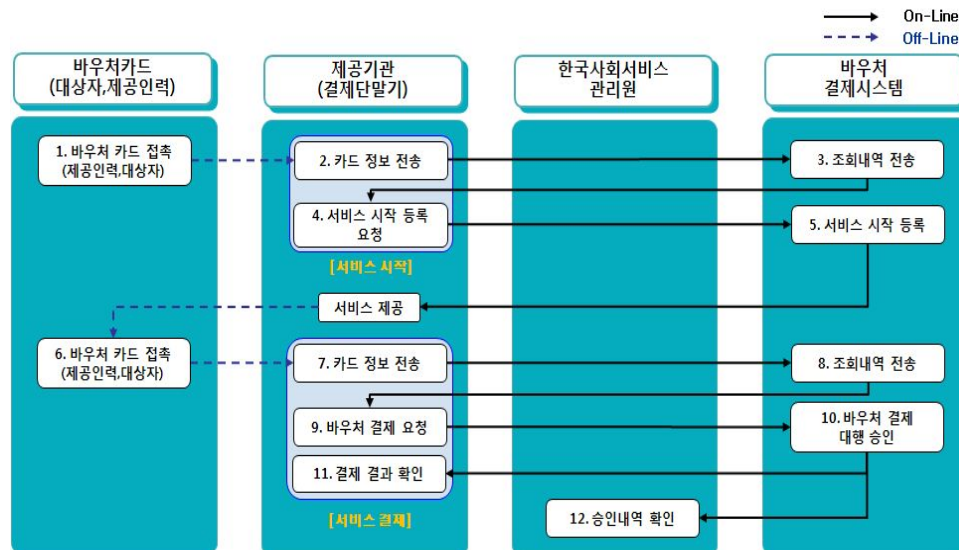 On-Line
Off-Line
바우처카드
(대상자,제공인력)
제공기관
(결제단말기)
한국사회서비스
관리원
바우처
결제시스템
1. 바우처 카드 접촉
(제공인력,대상자)
2. 카드 정보 전송
3. 조회내역 전송
4. 서비스 시작 등록
요청
5. 서비스 시작 등록
[서비스 시작]
서비스 제공
6. 바우처 카드 접촉
(제공인력,대상자)
7. 카드 정보 전송
8. 조회내역 전송
9. 바우처 결제 요청
10. 바우처 결제
대행 승인
11. 결제 결과 확인
[서비스 결제]
12. 승인내역 확인